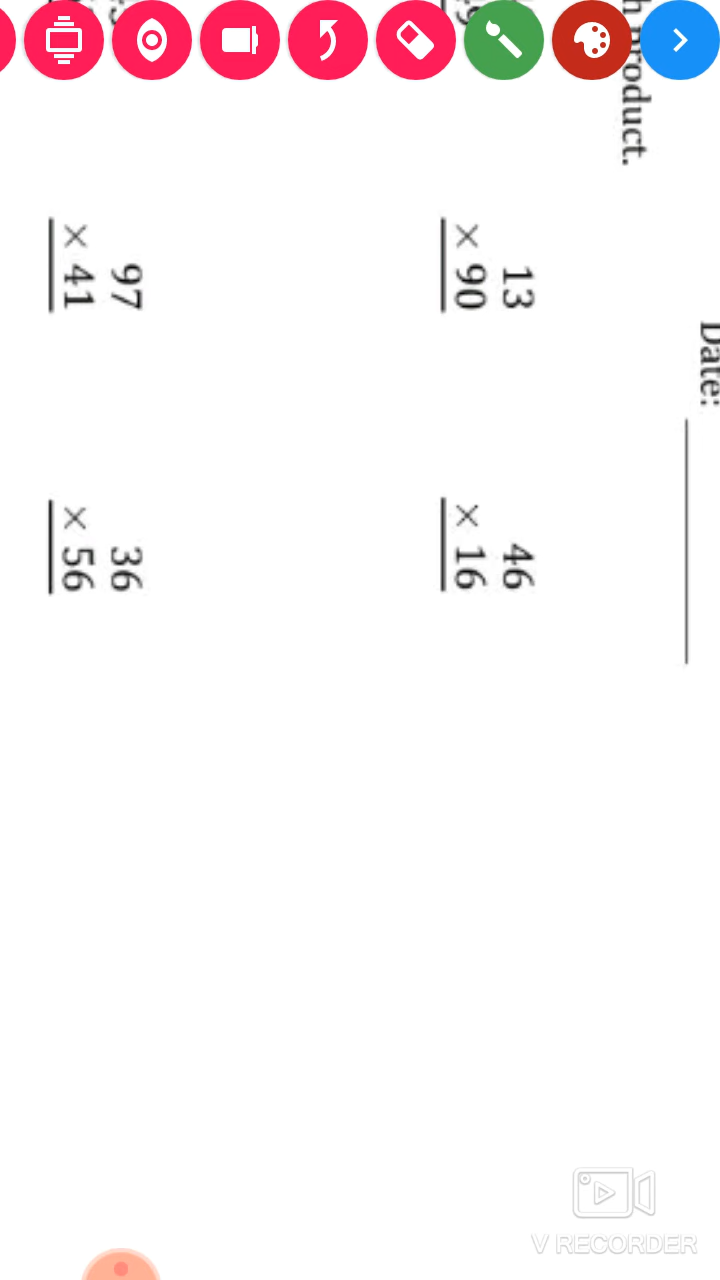 Date:
product.
13
× 90
46
× 16
97
× 41
36
× 56
V RECORDER